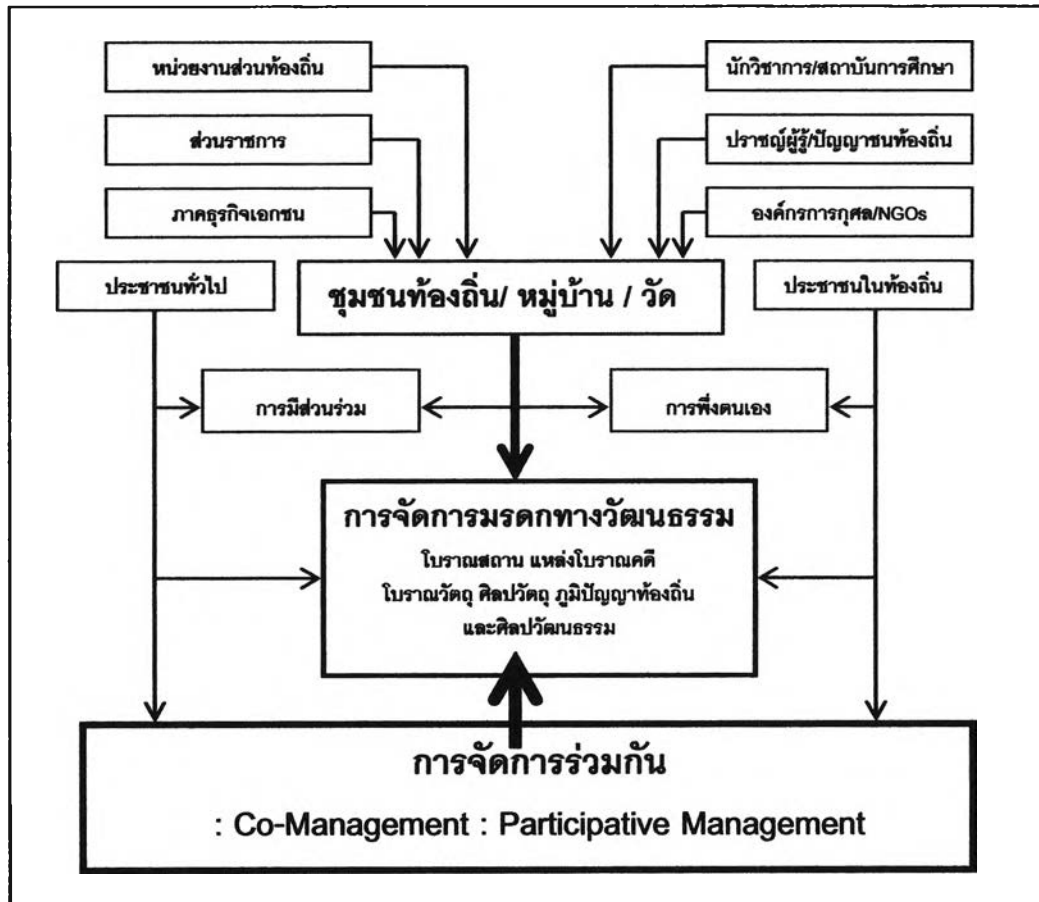 หน่วยงานส่วนท้องถิ่น
นักวิชาการ/สถาบันการศึกษา
ส่วนราชการ
ปราชญ์ผู้รู้/ปัญญาชนท้องถิ่น
ภาคธุรกิจเอกชน
องค์กรการกุศล/NGOs
ประชาชนทั่วไป
ชุมชนท้องถิ่น/ หมู่บ้าน / วัด
ประชาชนในท้องถิ่น
การมีส่วนร่วม
การพึ่งตนเอง
การจัดการมรดกทางวัฒนธรรม
โบราณสถาน แหล่งโบราณคดี
โบราณวัตถุ ศิลปวัตถุ ภูมิปัญญาท้องถิ่น
และศิลปวัฒนธรรม
การจัดการร่วมกัน
: Co-Management : Participative Management